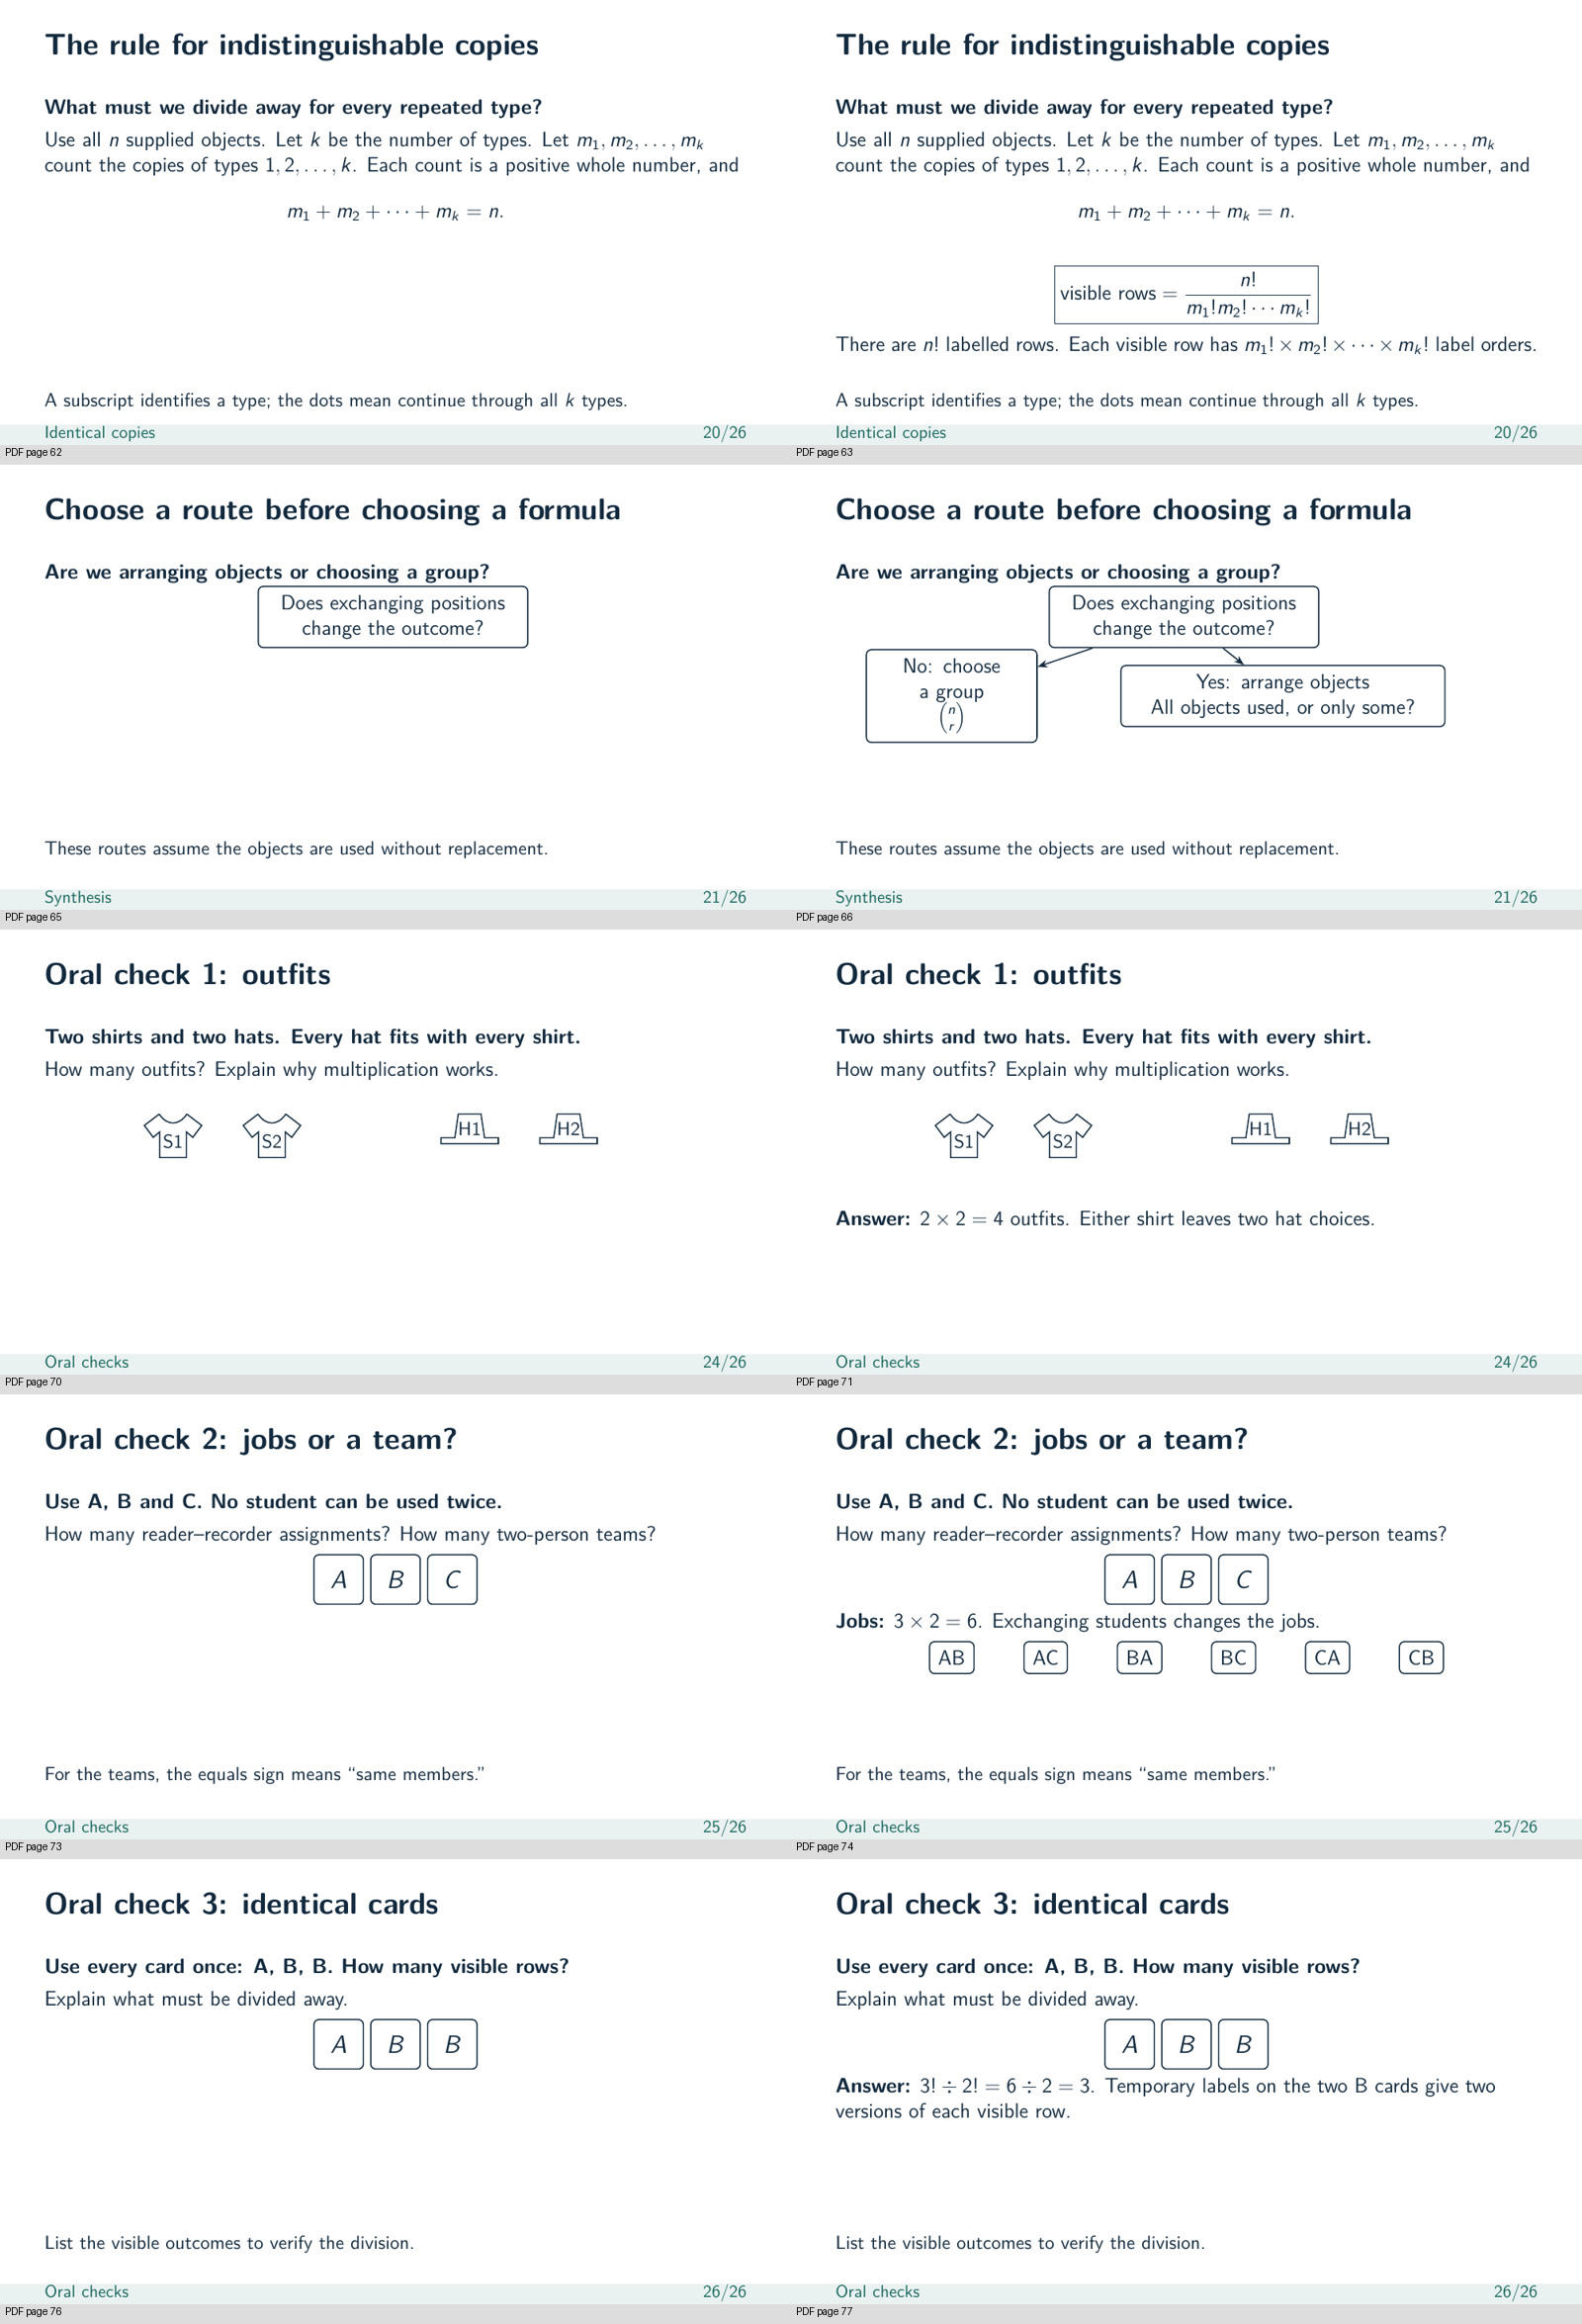 The rule for indistinguishable copies
What must we divide away for every repeated type?
Use all n supplied objects. Let k be the number of types. Let m₁, m₂, . . . , mₖ
count the copies of types 1, 2, . . . , k. Each count is a positive whole number, and
m₁ + m₂ + · · · + mₖ = n.
A subscript identifies a type; the dots mean continue through all k types.
Identical copies 20/26
PDF page 62
The rule for indistinguishable copies
What must we divide away for every repeated type?
Use all n supplied objects. Let k be the number of types. Let m₁, m₂, . . . , mₖ
count the copies of types 1, 2, . . . , k. Each count is a positive whole number, and
m₁ + m₂ + · · · + mₖ = n.
visible rows = n! / m₁!m₂! · · · mₖ!
There are n! labelled rows. Each visible row has m₁! × m₂! × · · · × mₖ! label orders.
A subscript identifies a type; the dots mean continue through all k types.
Identical copies 20/26
PDF page 63
Choose a route before choosing a formula
Are we arranging objects or choosing a group?
Does exchanging positions
change the outcome?
These routes assume the objects are used without replacement.
Synthesis 21/26
PDF page 65
Choose a route before choosing a formula
Are we arranging objects or choosing a group?
Does exchanging positions
change the outcome?
No: choose
a group
(n r)
Yes: arrange objects
All objects used, or only some?
These routes assume the objects are used without replacement.
Synthesis 21/26
PDF page 66
Oral check 1: outfits
Two shirts and two hats. Every hat fits with every shirt.
How many outfits? Explain why multiplication works.
S1 S2 H1 H2
Oral checks 24/26
PDF page 70
Oral check 1: outfits
Two shirts and two hats. Every hat fits with every shirt.
How many outfits? Explain why multiplication works.
S1 S2 H1 H2
Answer: 2 × 2 = 4 outfits. Either shirt leaves two hat choices.
Oral checks 24/26
PDF page 71
Oral check 2: jobs or a team?
Use A, B and C. No student can be used twice.
How many reader–recorder assignments? How many two-person teams?
A B C
For the teams, the equals sign means “same members.”
Oral checks 25/26
PDF page 73
Oral check 2: jobs or a team?
Use A, B and C. No student can be used twice.
How many reader–recorder assignments? How many two-person teams?
A B C
Jobs: 3 × 2 = 6. Exchanging students changes the jobs.
AB AC BA BC CA CB
For the teams, the equals sign means “same members.”
Oral checks 25/26
PDF page 74
Oral check 3: identical cards
Use every card once: A, B, B. How many visible rows?
Explain what must be divided away.
A B B
List the visible outcomes to verify the division.
Oral checks 26/26
PDF page 76
Oral check 3: identical cards
Use every card once: A, B, B. How many visible rows?
Explain what must be divided away.
A B B
Answer: 3! ÷ 2! = 6 ÷ 2 = 3. Temporary labels on the two B cards give two
versions of each visible row.
List the visible outcomes to verify the division.
Oral checks 26/26
PDF page 77